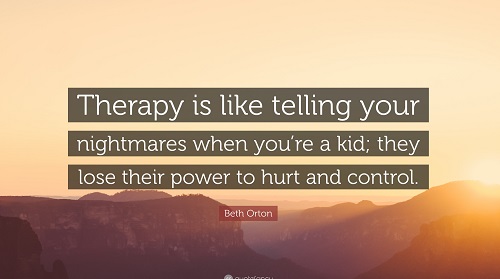 Therapy is like telling your
nightmares when you're a kid; they
lose their power to hurt and control.
Beth Orton
quotefancy